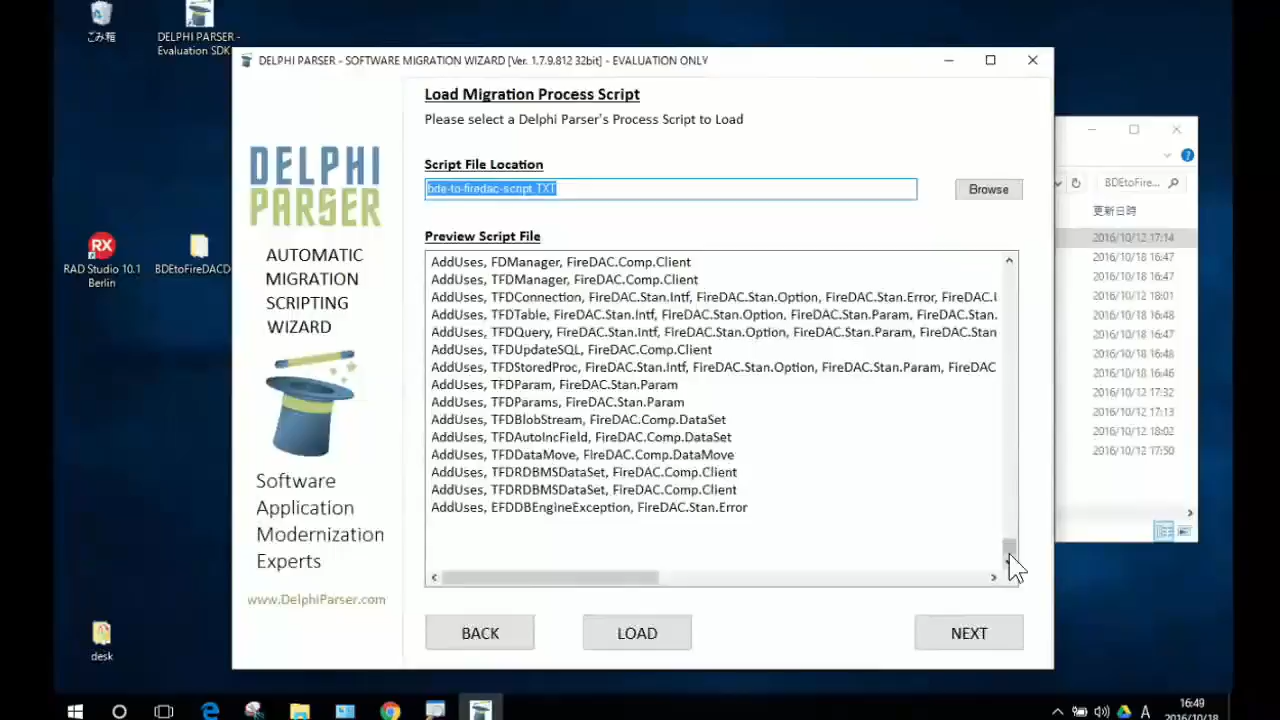 ごみ箱
DELPHI PARSER -
Evaluation SDK
RAD Studio 10.1
Berlin
BDEtoFireDACD
desk
DELPHI PARSER - SOFTWARE MIGRATION WIZARD [Ver. 1.7.9.812 32bit] - EVALUATION ONLY
DELPHI
PARSER
AUTOMATIC
MIGRATION
SCRIPTING
WIZARD
Software
Application
Modernization
Experts
www.DelphiParser.com
Load Migration Process Script
Please select a Delphi Parser's Process Script to Load
Script File Location
bde-to-firedac-script.TXT
Browse
Preview Script File
AddUses, FDManager, FireDAC.Comp.Client
AddUses, TFDManager, FireDAC.Comp.Client
AddUses, TFDConnection, FireDAC.Stan.Intf, FireDAC.Stan.Option, FireDAC.Stan.Error, FireDAC.U
AddUses, TFDTable, FireDAC.Stan.Intf, FireDAC.Stan.Option, FireDAC.Stan.Param, FireDAC.Stan.
AddUses, TFDQuery, FireDAC.Stan.Intf, FireDAC.Stan.Option, FireDAC.Stan.Param, FireDAC.Stan
AddUses, TFDUpdateSQL, FireDAC.Comp.Client
AddUses, TFDStoredProc, FireDAC.Stan.Intf, FireDAC.Stan.Option, FireDAC.Stan.Param, FireDAC
AddUses, TFDParam, FireDAC.Stan.Param
AddUses, TFDParams, FireDAC.Stan.Param
AddUses, TFDBlobStream, FireDAC.Comp.DataSet
AddUses, TFDAutoIncField, FireDAC.Comp.DataSet
AddUses, TFDDataMove, FireDAC.Comp.DataMove
AddUses, TFDRDBMSDataSet, FireDAC.Comp.Client
AddUses, TFDRDBMSDataSet, FireDAC.Comp.Client
AddUses, EFDDBEngineException, FireDAC.Stan.Error
BACK
LOAD
NEXT
BDEtoFire...
更新日時
2016/10/12 17:14
2016/10/18 16:47
2016/10/18 16:47
2016/10/12 18:01
2016/10/18 16:48
2016/10/18 16:47
2016/10/18 16:48
2016/10/18 16:46
2016/10/12 17:32
2016/10/12 17:13
2016/10/12 18:02
2016/10/12 17:50
A
16:49
2016/10/18